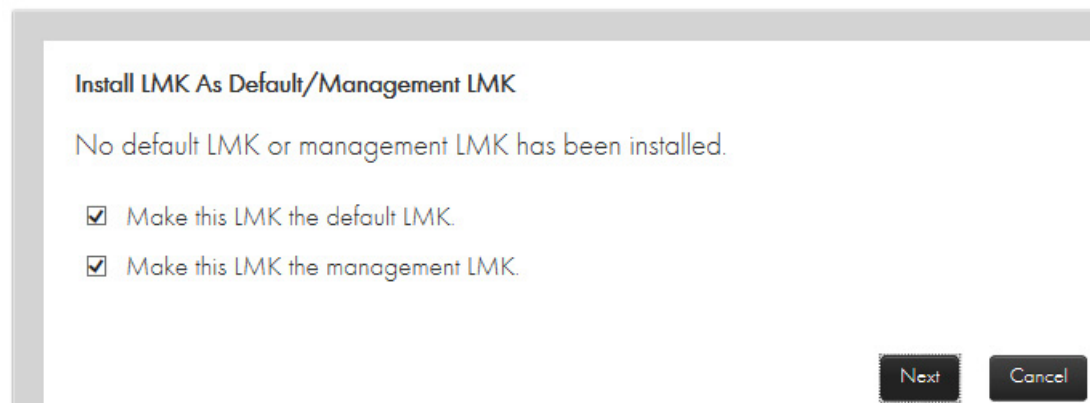 Install LMK As Default/Management LMK
No default LMK or management LMK has been installed.
Make this LMK the default LMK.
Make this LMK the management LMK.
Next Cancel